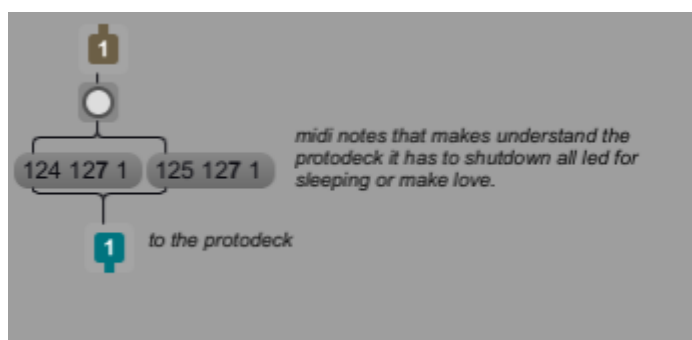 1
midi notes that makes understand the
protodeck it has to shutdown all led for
sleeping or make love.
124 127 1
125 127 1
1
to the protodeck